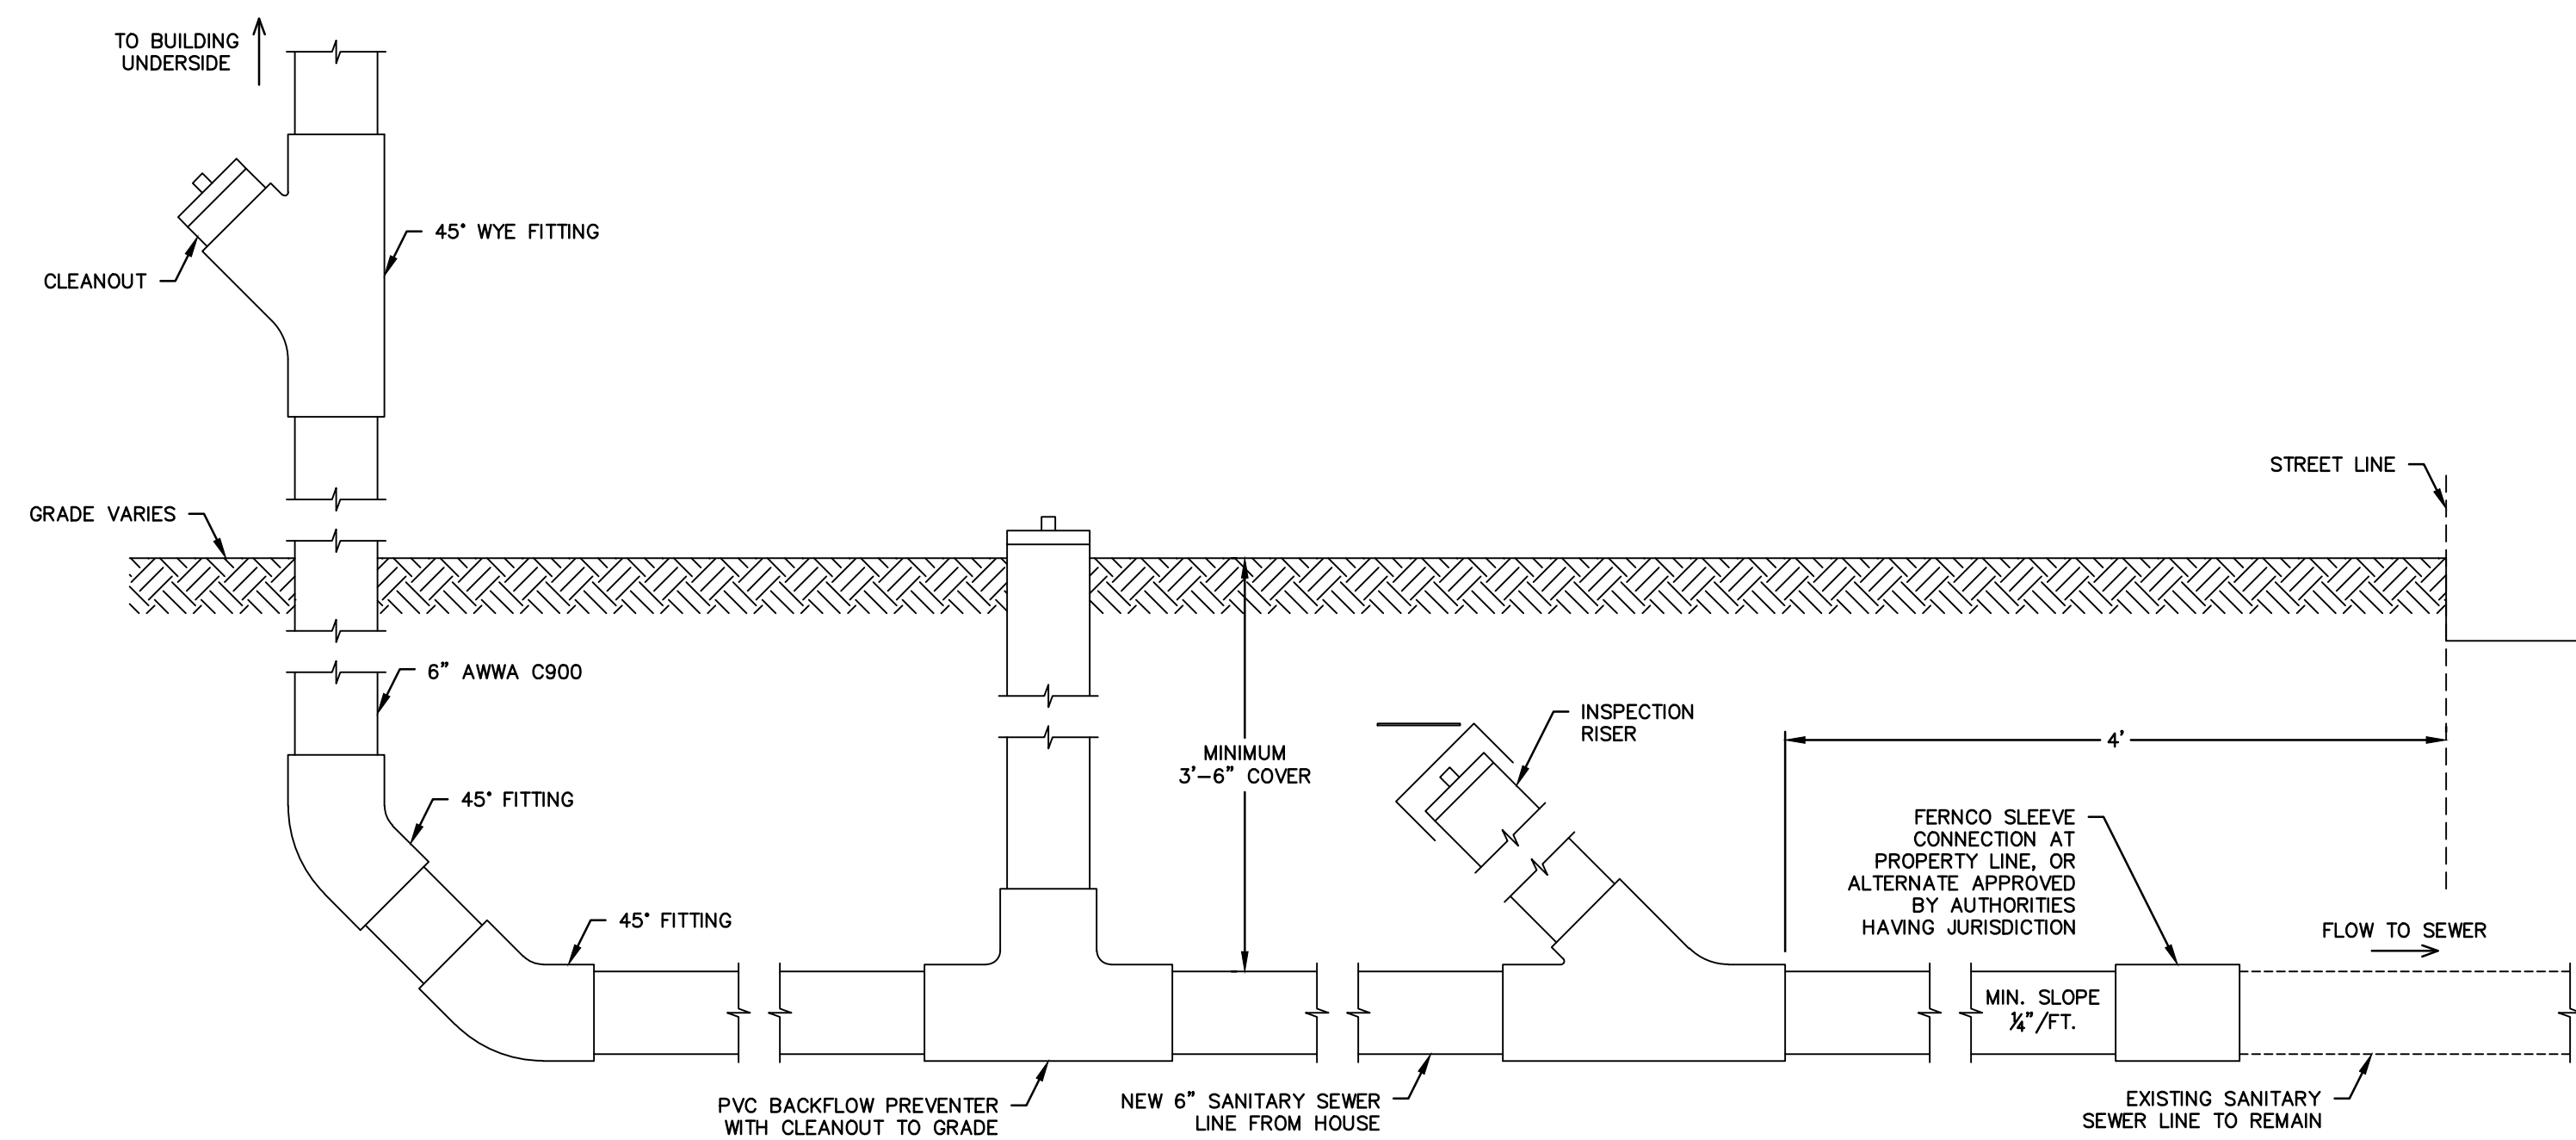 TO BUILDING
UNDERSIDE
45° WYE FITTING
CLEANOUT
STREET LINE
GRADE VARIES
6" AWWA C900
INSPECTION
RISER
4'
MINIMUM
3'-6" COVER
45° FITTING
FERNCO SLEEVE
CONNECTION AT
PROPERTY LINE, OR
ALTERNATE APPROVED
BY AUTHORITIES
HAVING JURISDICTION
45° FITTING
FLOW TO SEWER
MIN. SLOPE
¼"/FT.
PVC BACKFLOW PREVENTER
WITH CLEANOUT TO GRADE
NEW 6" SANITARY SEWER
LINE FROM HOUSE
EXISTING SANITARY
SEWER LINE TO REMAIN